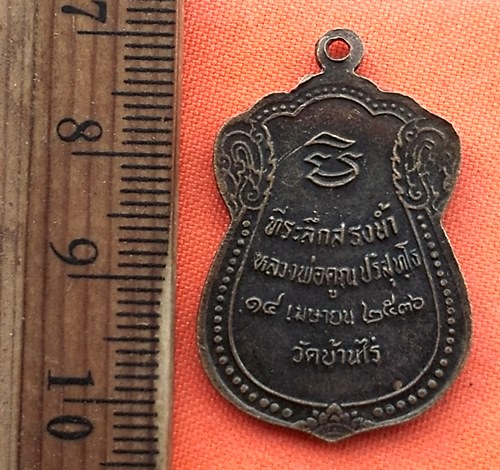 7
8
9
10
ที่ระลึกสรงน้ำ
หลวงพ่อคูณ ปริสุทโธ
๑๔ เมษายน ๒๕๓๖
วัดบ้านไร่